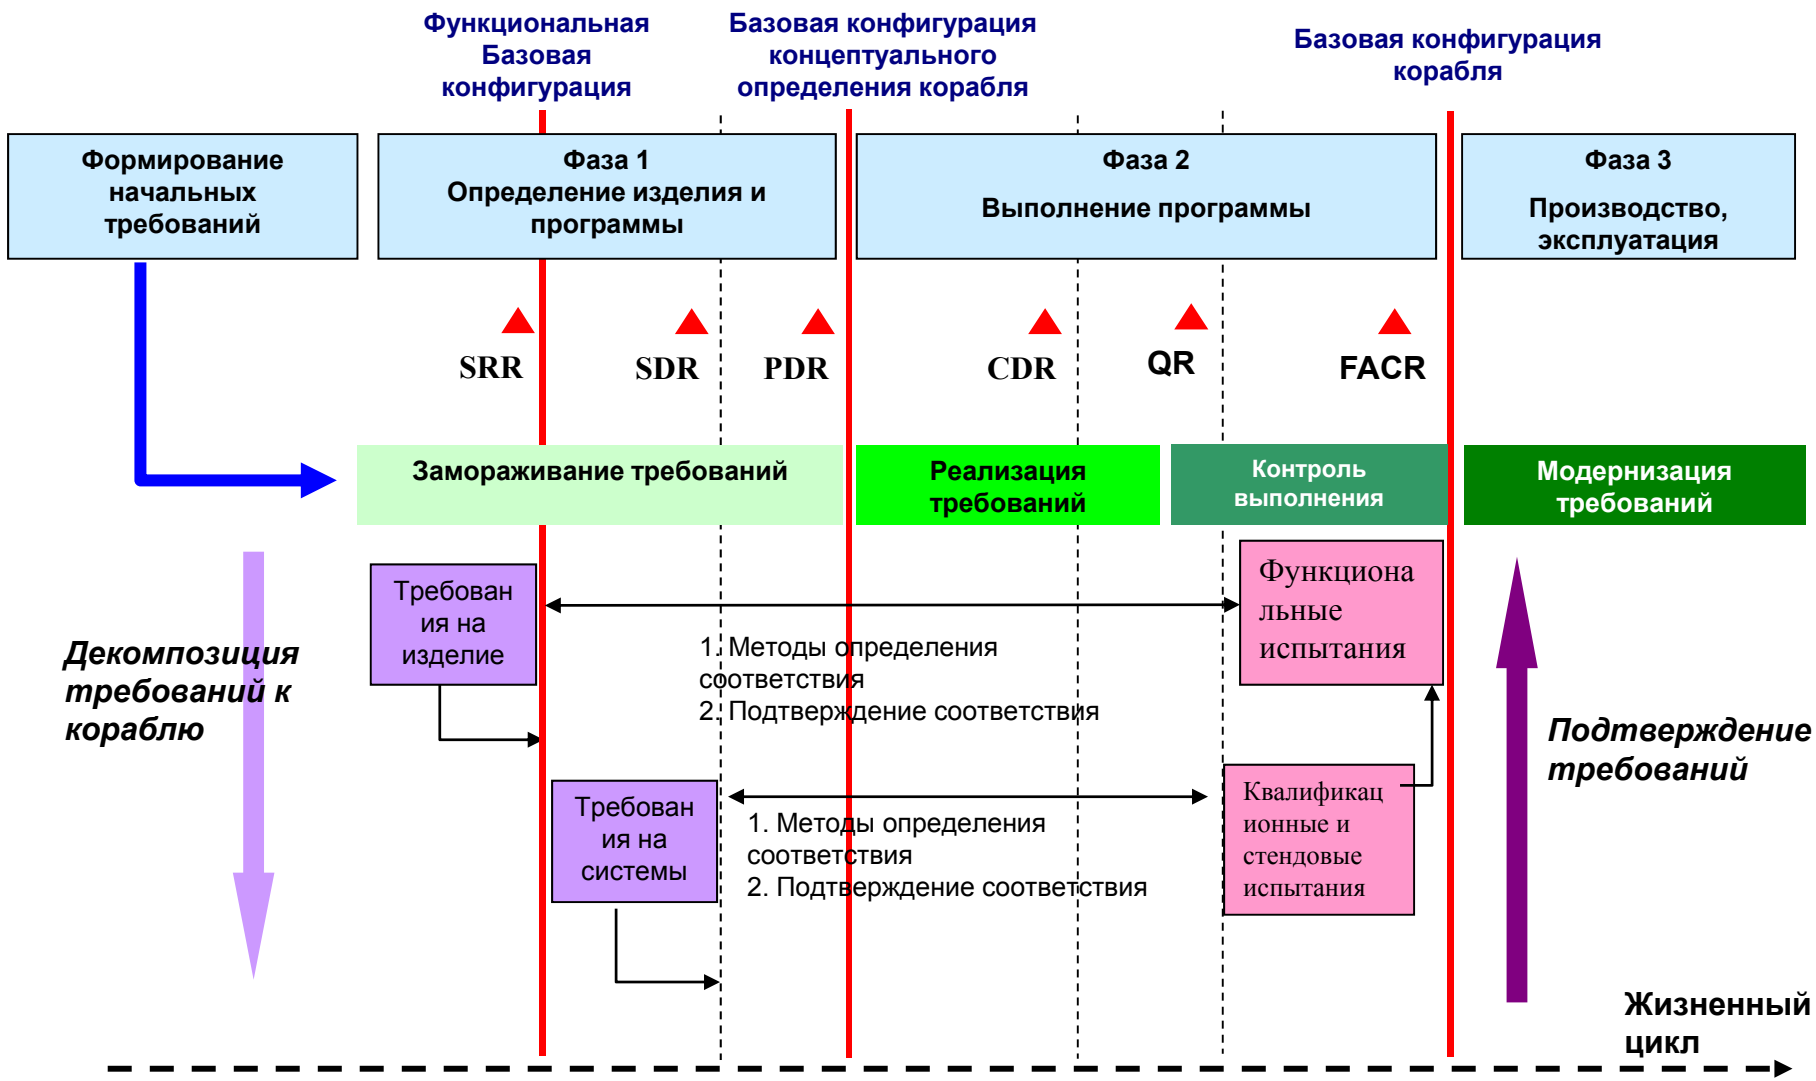 Функциональная
Базовая
конфигурация
Базовая конфигурация
концептуального
определения корабля
Базовая конфигурация
корабля
Формирование
начальных
требований
Фаза 1
Определение изделия и
программы
Фаза 2
Выполнение программы
Фаза 3
Производство,
эксплуатация
SRR
SDR
PDR
CDR
QR
FACR
Замораживание требований
Реализация
требований
Контроль
выполнения
Модернизация
требований
Требован
ия на
изделие
Функциона
льные
испытания
1. Методы определения
соответствия
2. Подтверждение соответствия
Декомпозиция
требований к
кораблю
Подтверждение
требований
Требован
ия на
системы
1. Методы определения
соответствия
2. Подтверждение соответствия
Квалификац
ионные и
стендовые
испытания
Жизненный
цикл